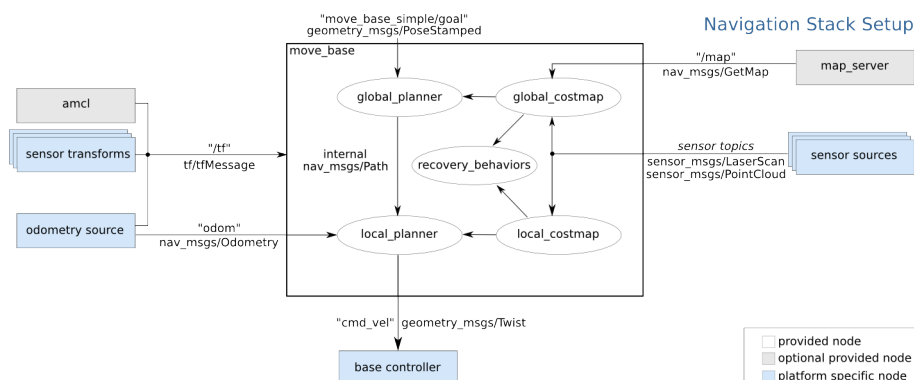 Navigation Stack Setup
"move_base_simple/goal"
geometry_msgs/PoseStamped
move_base
"/map"
nav_msgs/GetMap
map_server
global_planner
global_costmap
amcl
sensor transforms
"/tf"
tf/tfMessage
internal
nav_msgs/Path
recovery_behaviors
sensor topics
sensor_msgs/LaserScan
sensor_msgs/PointCloud
sensor sources
odometry source
"odom"
nav_msgs/Odometry
local_planner
local_costmap
"cmd_vel"
geometry_msgs/Twist
base controller
provided node
optional provided node
platform specific node